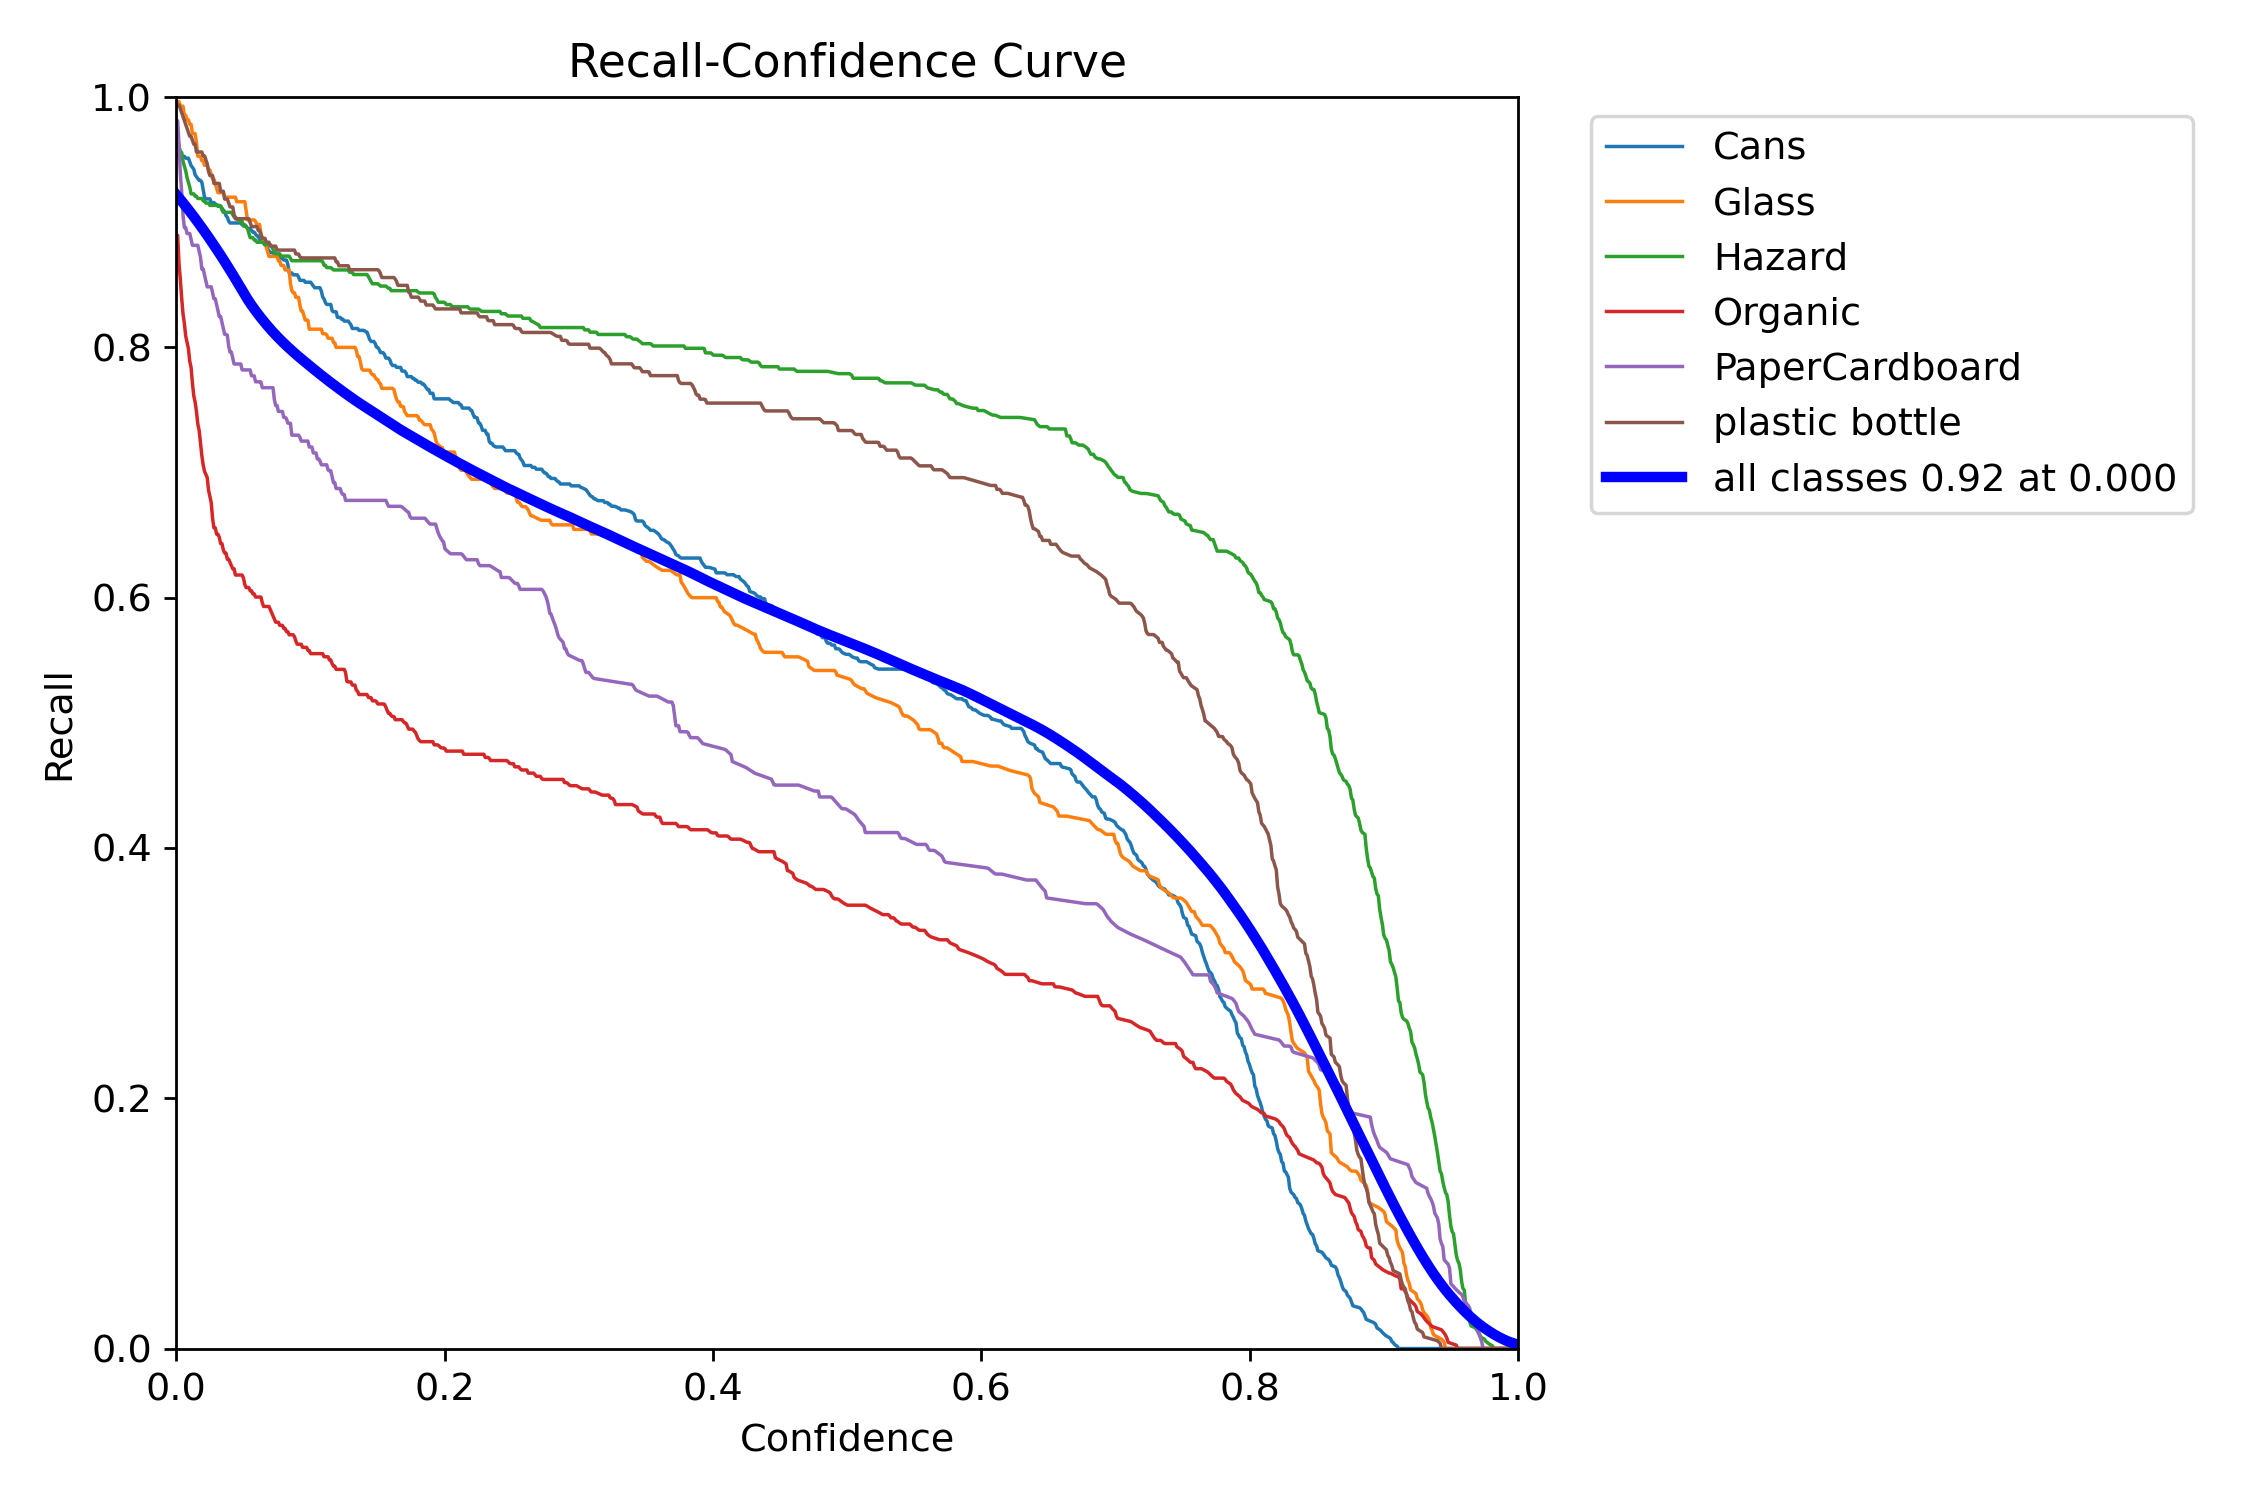 Recall-Confidence Curve
1.0
0.8
0.6
0.4
0.2
0.0
Recall
0.0 0.2 0.4 0.6 0.8 1.0
Confidence
Cans
Glass
Hazard
Organic
PaperCardboard
plastic bottle
all classes 0.92 at 0.000